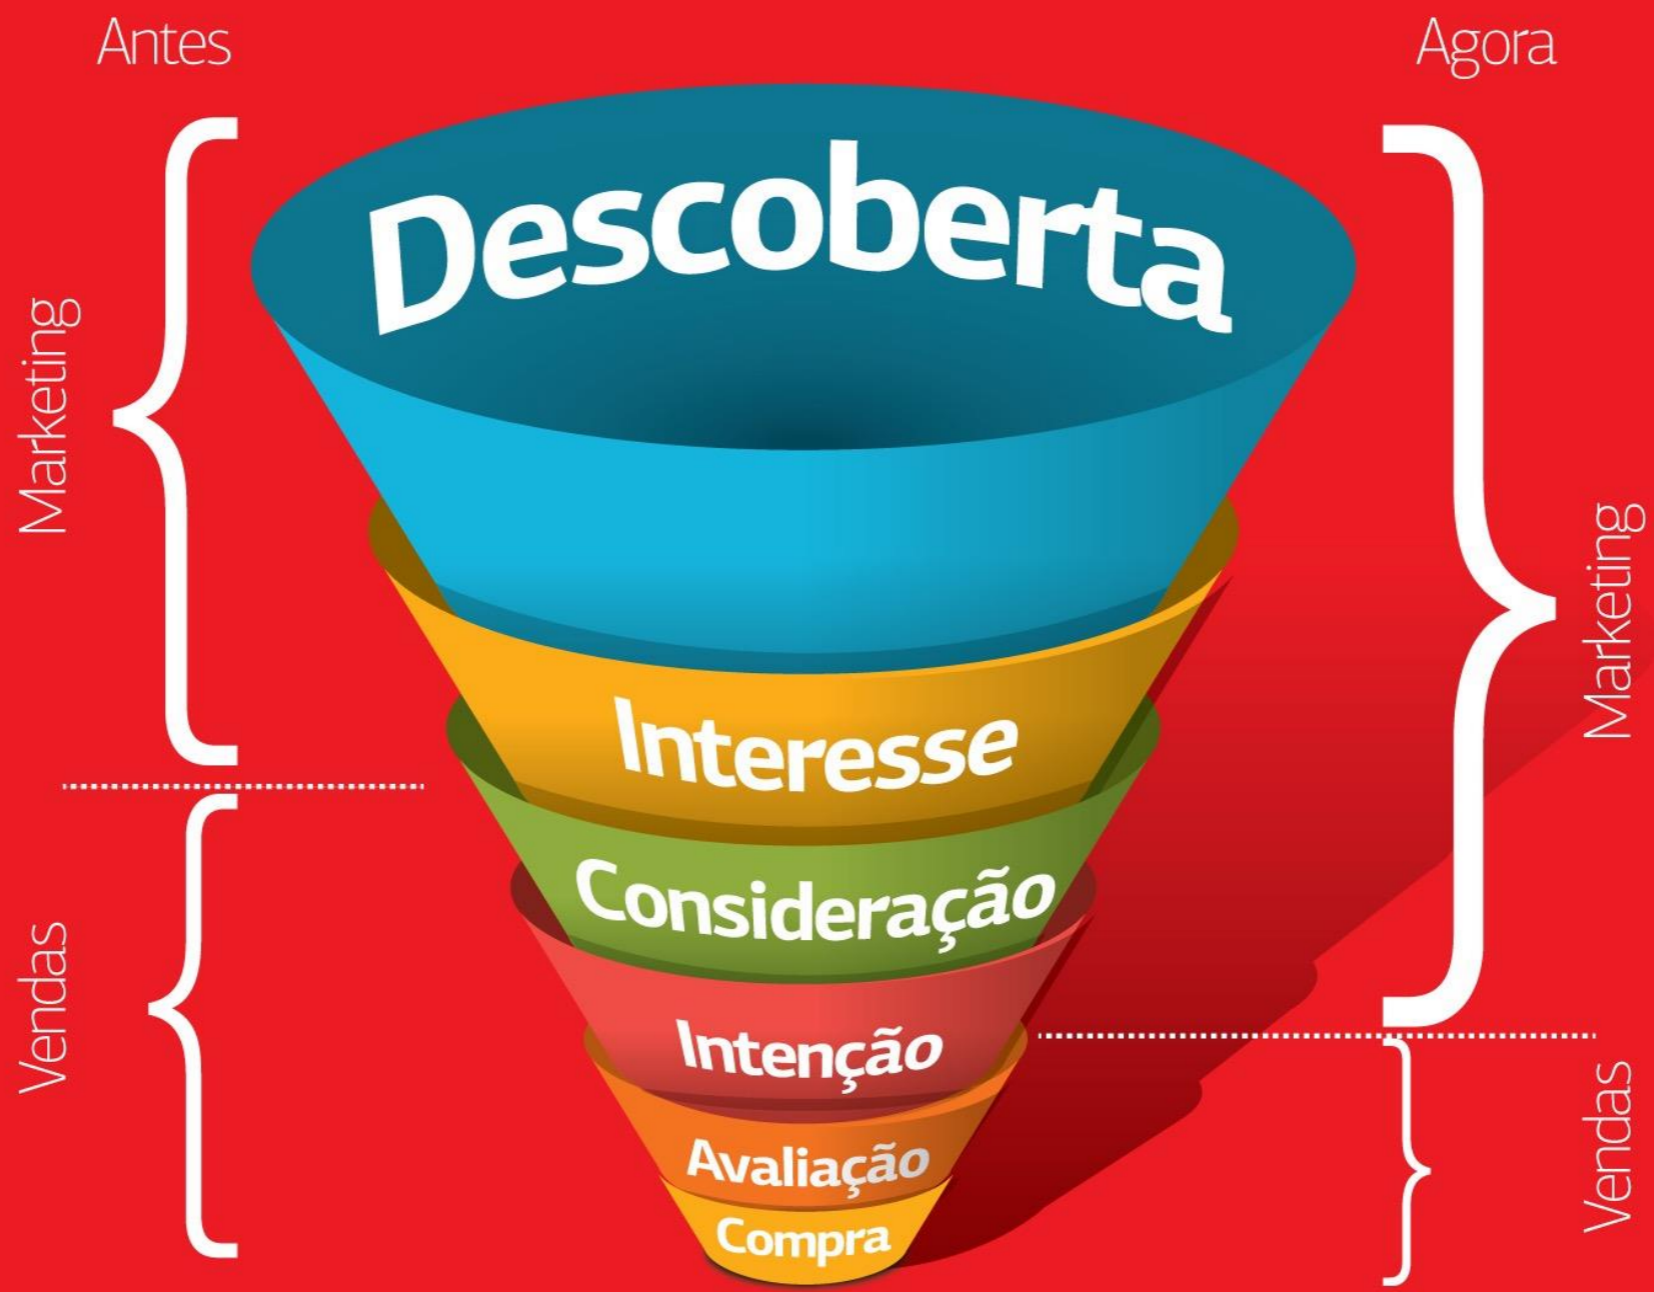 Antes
Agora
Marketing
Vendas
Descoberta
Interesse
Consideração
Intenção
Avaliação
Compra
Marketing
Vendas